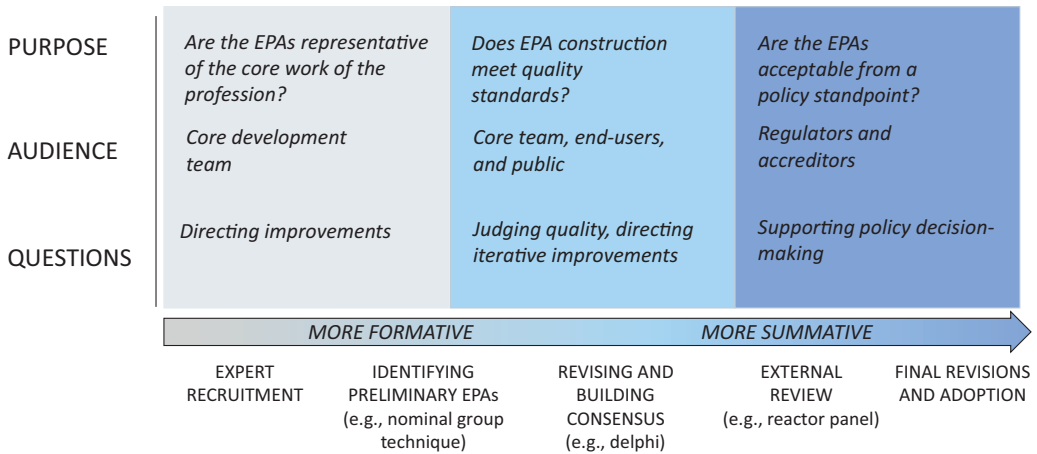 PURPOSE
Are the EPAs representative
of the core work of the
profession?
Does EPA construction
meet quality
standards?
Are the EPAs
acceptable from a
policy standpoint?
AUDIENCE
Core development
team
Core team, end-users,
and public
Regulators and
accreditors
QUESTIONS
Directing improvements
Judging quality, directing
iterative improvements
Supporting policy decision-
making
MORE FORMATIVE
MORE SUMMATIVE
EXPERT
RECRUITMENT
IDENTIFYING
PRELIMINARY EPAs
(e.g., nominal group
technique)
REVISING AND
BUILDING
CONSENSUS
(e.g., delphi)
EXTERNAL
REVIEW
(e.g., reactor panel)
FINAL REVISIONS
AND ADOPTION